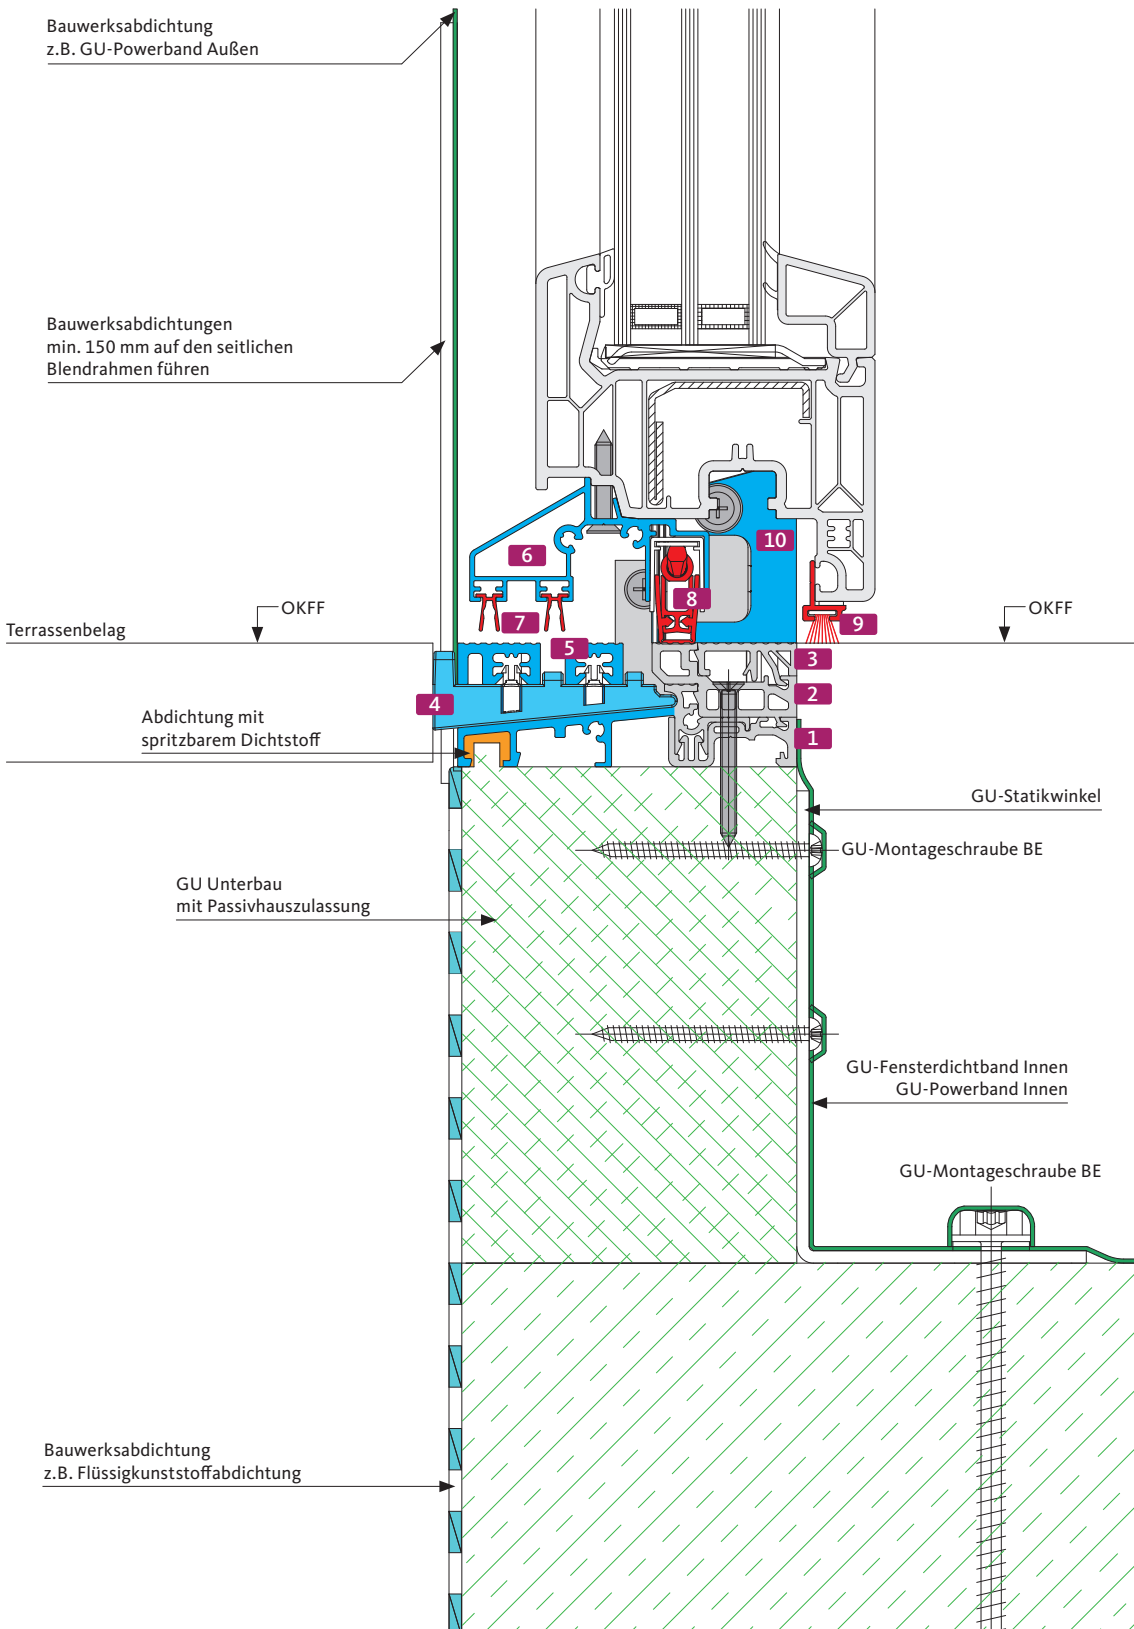 Bauwerksabdichtung
z.B. GU-Powerband Außen
Bauwerksabdichtungen
min. 150 mm auf den seitlichen
Blendrahmen führen
10
6
8
7
9
OKFF
OKFF
Terrassenbelag
5
3
2
4
1
Abdichtung mit
spritzbarem Dichtstoff
GU-Statikwinkel
GU-Montageschraube BE
GU Unterbau
mit Passivhauszulassung
GU-Fensterdichtband Innen
GU-Powerband Innen
GU-Montageschraube BE
Bauwerksabdichtung
z.B. Flüssigkunststoffabdichtung